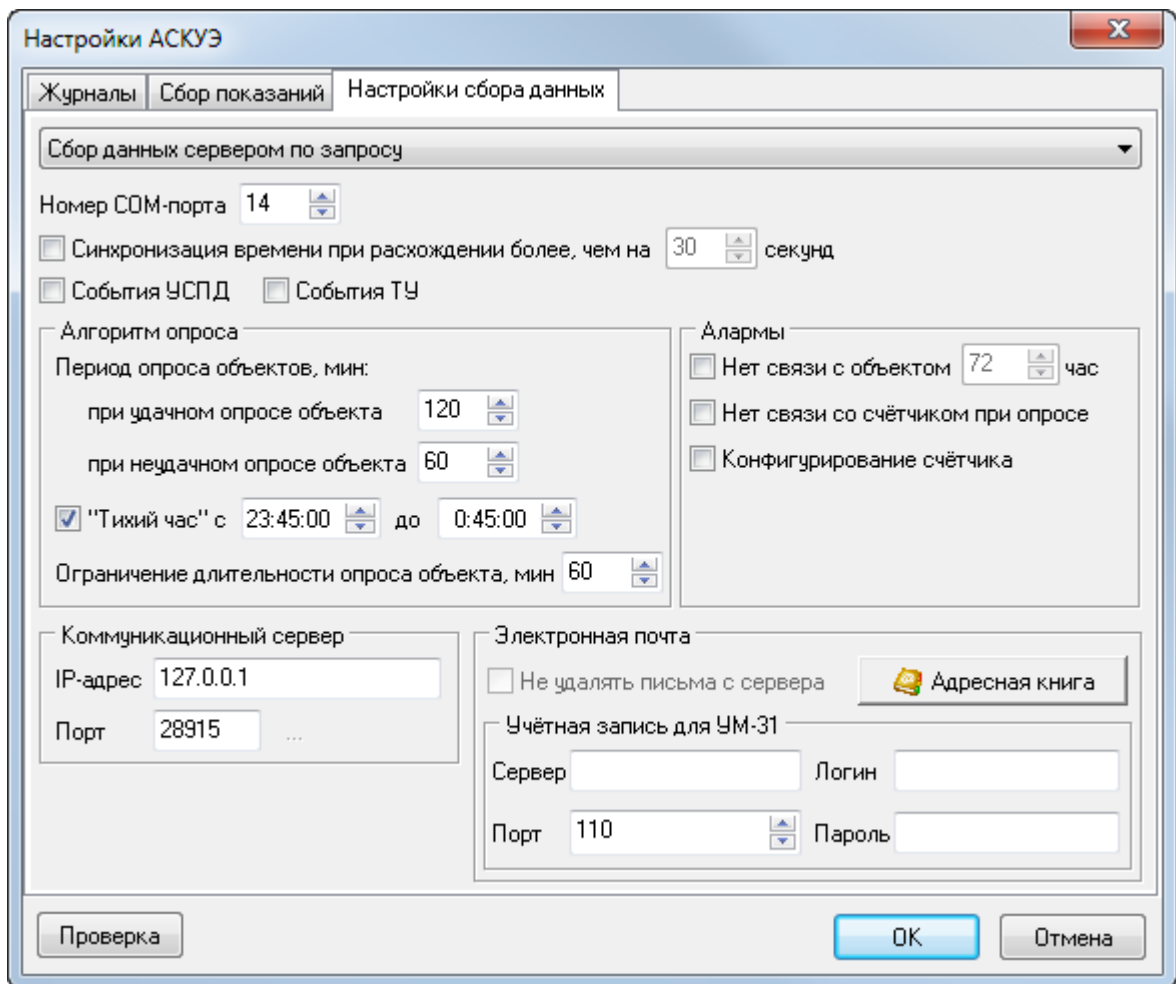 Настройки АСКУЭ
Журналы Сбор показаний Настройки сбора данных
Сбор данных сервером по запросу
Номер COM-порта 14
Синхронизация времени при расхождении более, чем на 30 секунд
События УСПД События ТУ
Алгоритм опроса
Период опроса объектов, мин:
при удачном опросе объекта 120
при неудачном опросе объекта 60
"Тихий час" с 23:45:00 до 0:45:00
Ограничение длительности опроса объекта, мин 60
Алармы
Нет связи с объектом 72 час
Нет связи со счётчиком при опросе
Конфигурирование счётчика
Коммуникационный сервер
IP-адрес 127.0.0.1
Порт 28915 ...
Электронная почта
Не удалять письма с сервера Адресная книга
Учётная запись для УМ-31
Сервер Логин
Порт 110 Пароль
Проверка OK Отмена